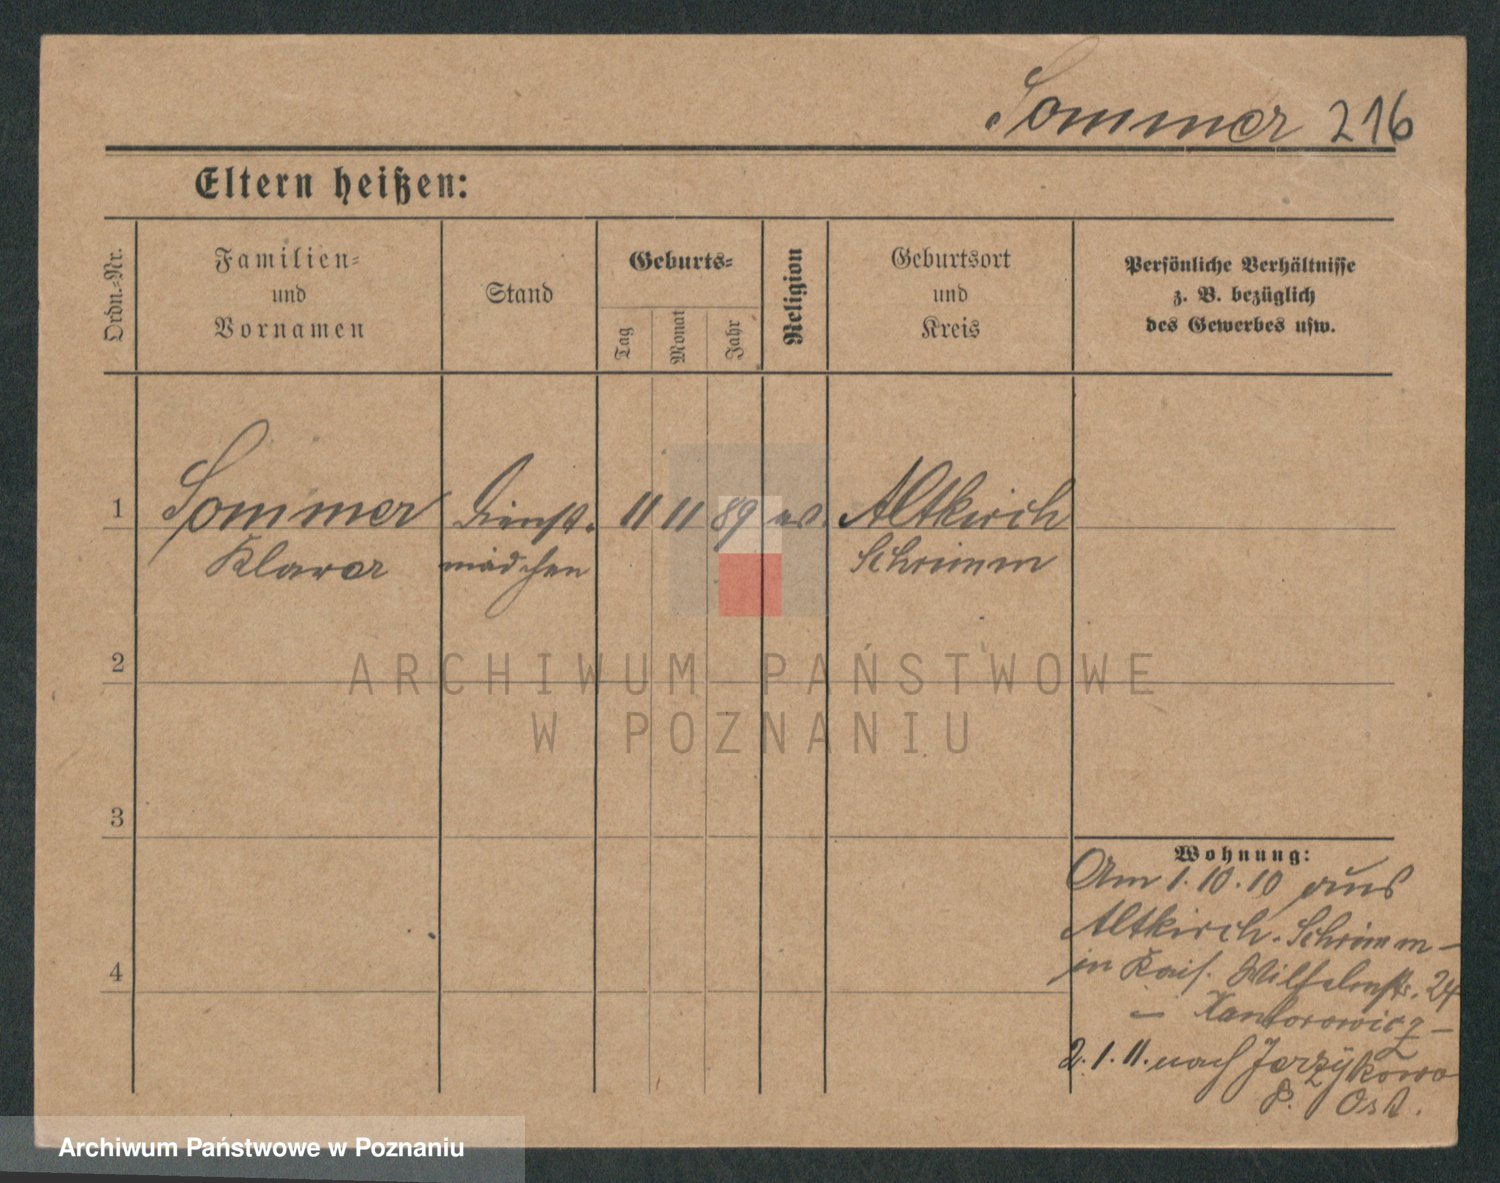 Sommer 216
Eltern heißen:
Ordn.-Nr.
Familien-
und
Vornamen
Stand
Geburts-
Tag
Monat
Jahr
Religion
Geburtsort
und
Kreis
Persönliche Verhältnisse
z. B. bezüglich
des Gewerbes usw.
1
Sommer
Dienst-
11 11 89
ev.
Altkirch
Klara
mädchen
Schrimm
2
ARCHIWUM PAŃSTWOWE
W POZNANIU
3
Wohnung:
Am 1.10.10 aus
Altkirch-Schrimm -
in Kais. Wilhelmstr. 24
- Kantorowicz -
2.1.11. nach Jerzykowo
P. Ost.
4
Archiwum Państwowe w Poznaniu